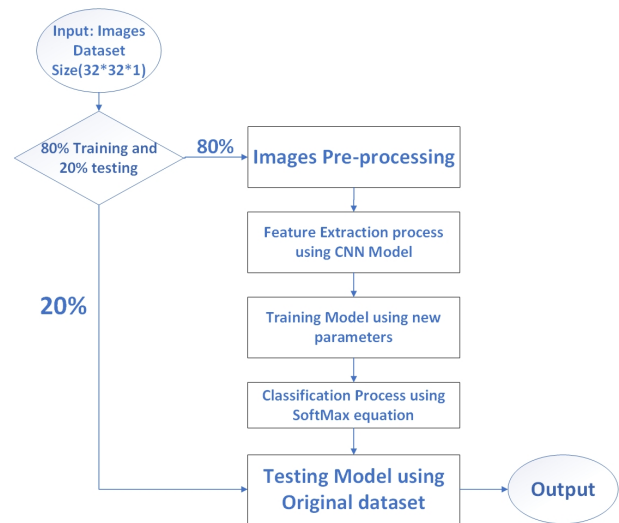 Input: Images
Dataset
Size(32*32*1)
80% Training and
20% testing
80%
Images Pre-processing
Feature Extraction process
using CNN Model
20%
Training Model using new
parameters
Classification Process using
SoftMax equation
Testing Model using
Original dataset
Output